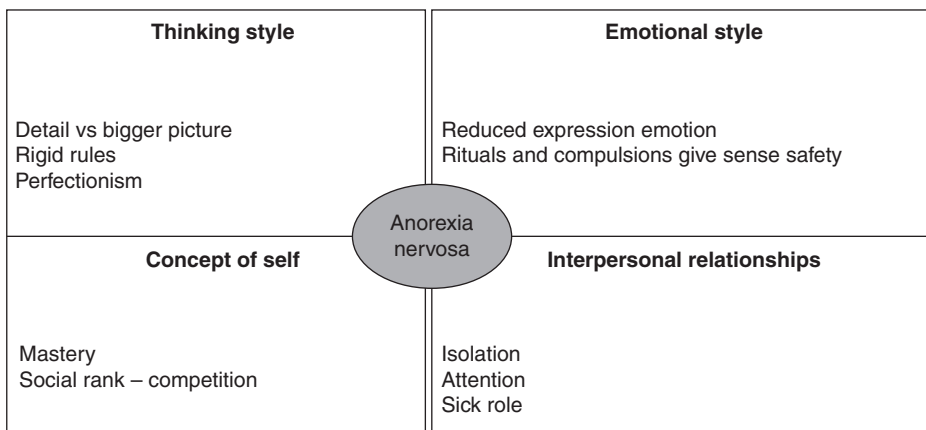 Thinking style
Detail vs bigger picture
Rigid rules
Perfectionism
Emotional style
Reduced expression emotion
Rituals and compulsions give sense safety
Anorexia
nervosa
Concept of self
Mastery
Social rank – competition
Interpersonal relationships
Isolation
Attention
Sick role